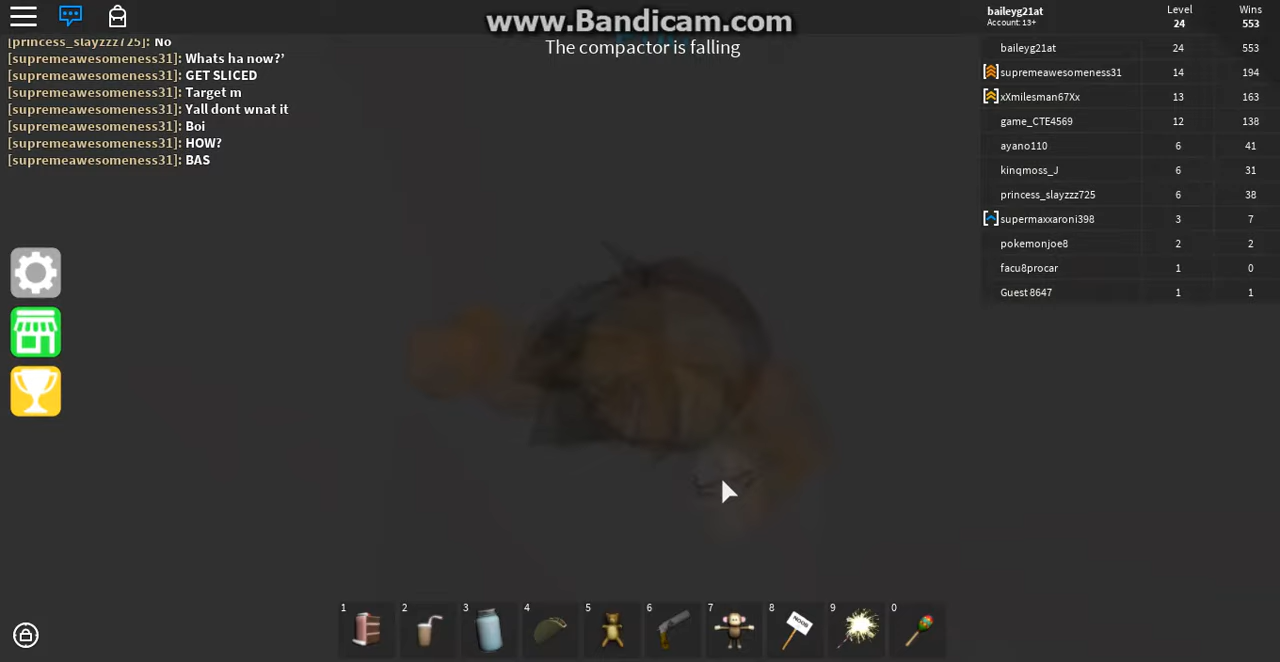 www.Bandicam.com
The compactor is falling
[princess_slayzzz725]: No
[supremeawesomeness31]: Whats ha now?’
[supremeawesomeness31]: GET SLICED
[supremeawesomeness31]: Target m
[supremeawesomeness31]: Yall dont wnat it
[supremeawesomeness31]: Boi
[supremeawesomeness31]: HOW?
[supremeawesomeness31]: BAS
baileyg21at Level Wins
Account: 13+ 24 553
baileyg21at 24 553
supremeawesomeness31 14 194
xXmilesman67Xx 13 163
game_CTE4569 12 138
ayano110 6 41
kinqmoss_J 6 31
princess_slayzzz725 6 38
supermaxxaroni398 3 7
pokemonjoe8 2 2
facu8procar 1 0
Guest 8647 1 1
1 2 3 4 5 6 7 8 9 0
NOOB